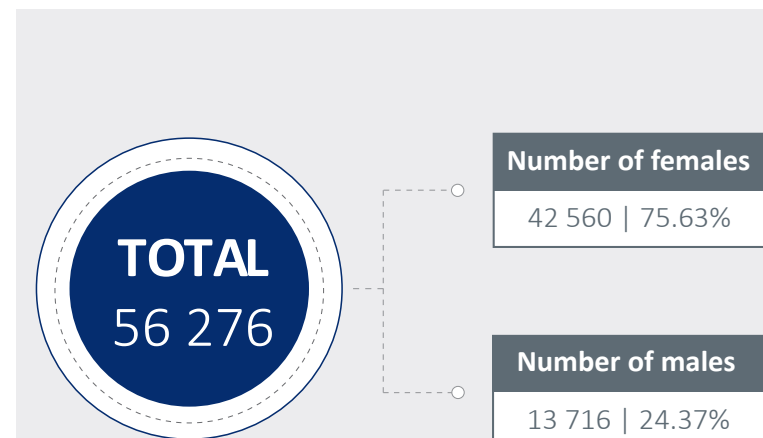 TOTAL
56 276
Number of females
42 560 | 75.63%
Number of males
13 716 | 24.37%